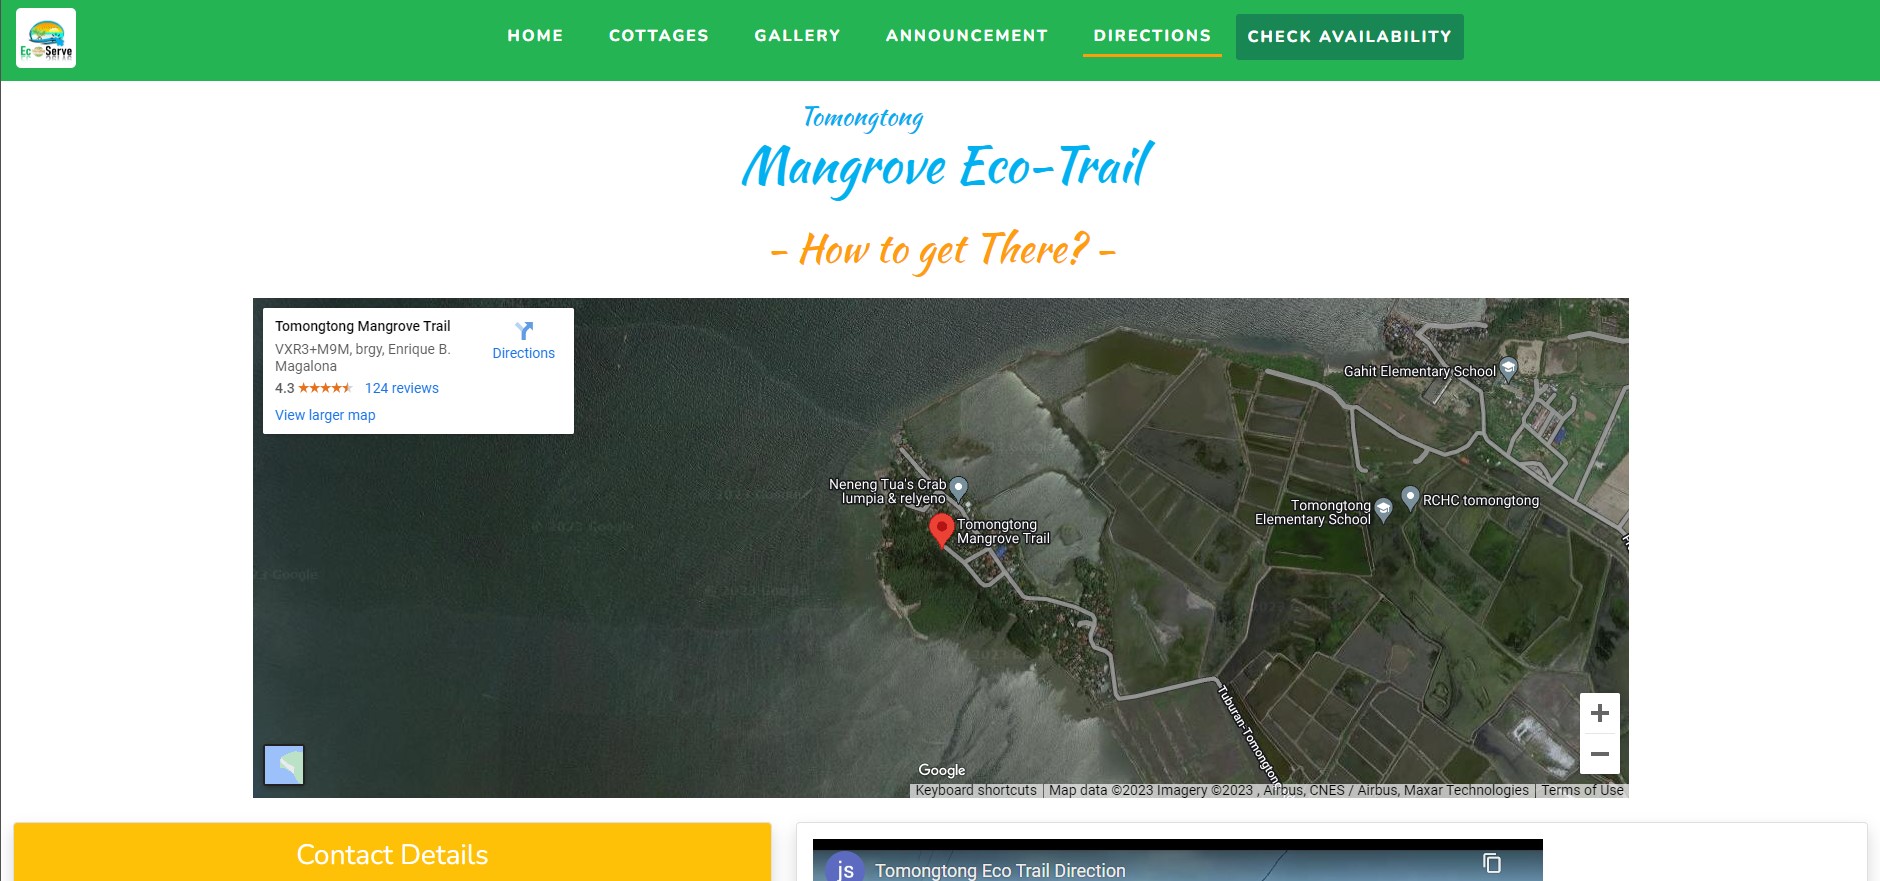 Eco Serve
HOME
COTTAGES
GALLERY
ANNOUNCEMENT
DIRECTIONS
CHECK AVAILABILITY
Tomongtong
Mangrove Eco-Trail
- How to get There? -
Tomongtong Mangrove Trail
VXR3+M9M, brgy, Enrique B.
Magalona
4.3
124 reviews
View larger map
Directions
Gahit Elementary School
Neneng Tua's Crab
lumpia & relyeno
Tomongtong
Mangrove Trail
Tomongtong
Elementary School
RCHC tomongtong
Tuburan-Tomongtong
Google
Keyboard shortcuts
Map data ©2023 Imagery ©2023 , Airbus, CNES / Airbus, Maxar Technologies
Terms of Use
Contact Details
js
Tomongtong Eco Trail Direction